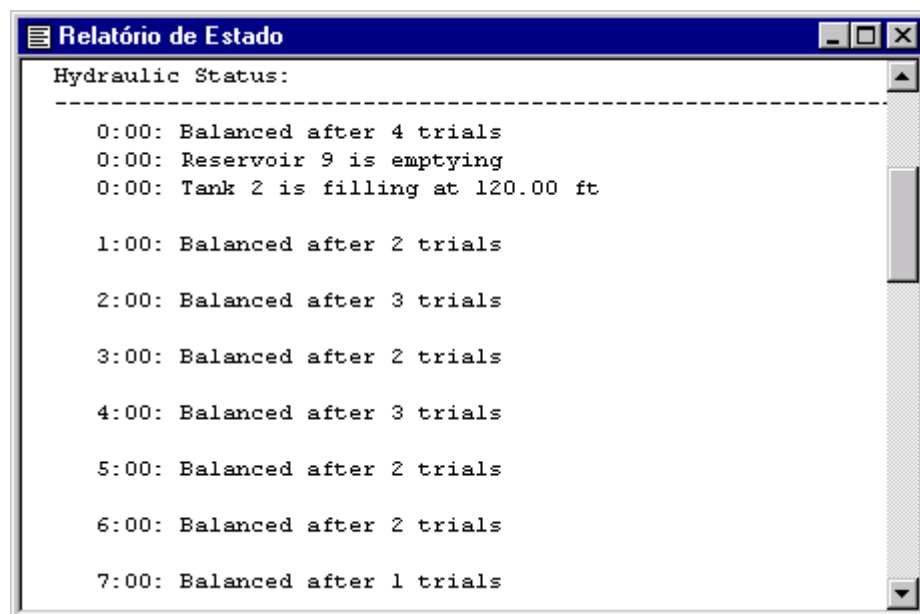 Relatório de Estado
Hydraulic Status:
-----------------------------------------------------------
0:00: Balanced after 4 trials
0:00: Reservoir 9 is emptying
0:00: Tank 2 is filling at 120.00 ft
1:00: Balanced after 2 trials
2:00: Balanced after 3 trials
3:00: Balanced after 2 trials
4:00: Balanced after 3 trials
5:00: Balanced after 2 trials
6:00: Balanced after 2 trials
7:00: Balanced after 1 trials